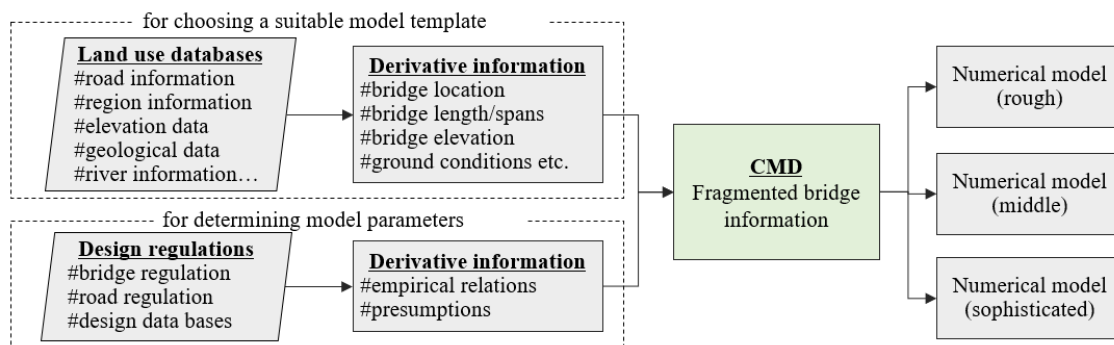 for choosing a suitable model template
Land use databases
#road information
#region information
#elevation data
#geological data
#river information…
Derivative information
#bridge location
#bridge length/spans
#bridge elevation
#ground conditions etc.
for determining model parameters
Design regulations
#bridge regulation
#road regulation
#design data bases
Derivative information
#empirical relations
#presumptions
CMD
Fragmented bridge
information
Numerical model
(rough)
Numerical model
(middle)
Numerical model
(sophisticated)